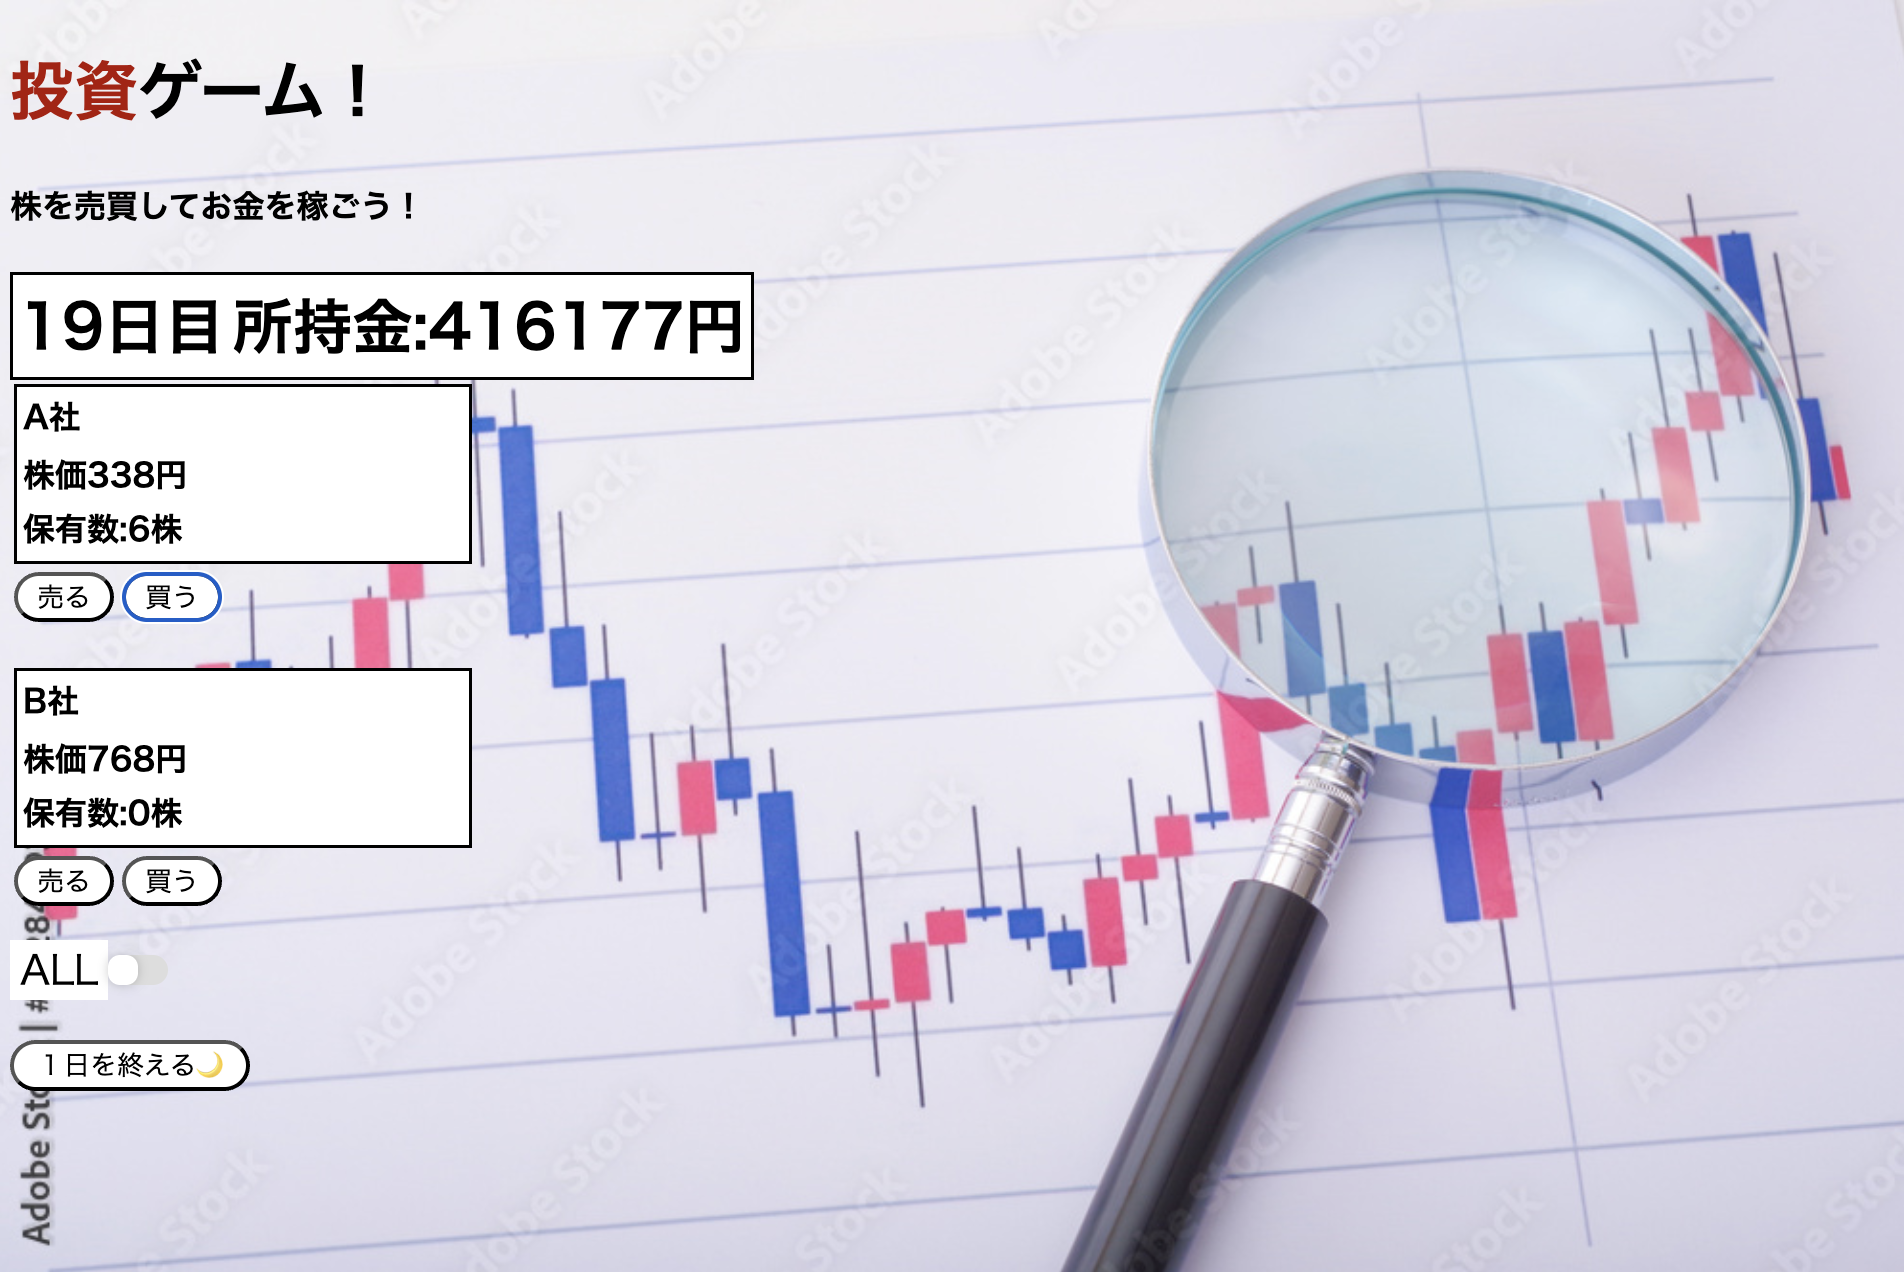 投資ゲーム！
株を売買してお金を稼ごう！
19日目 所持金:416177円
A社
株価338円
保有数:6株
売る 買う
B社
株価768円
保有数:0株
売る 買う
ALL
１日を終える🌙
Adobe Stock